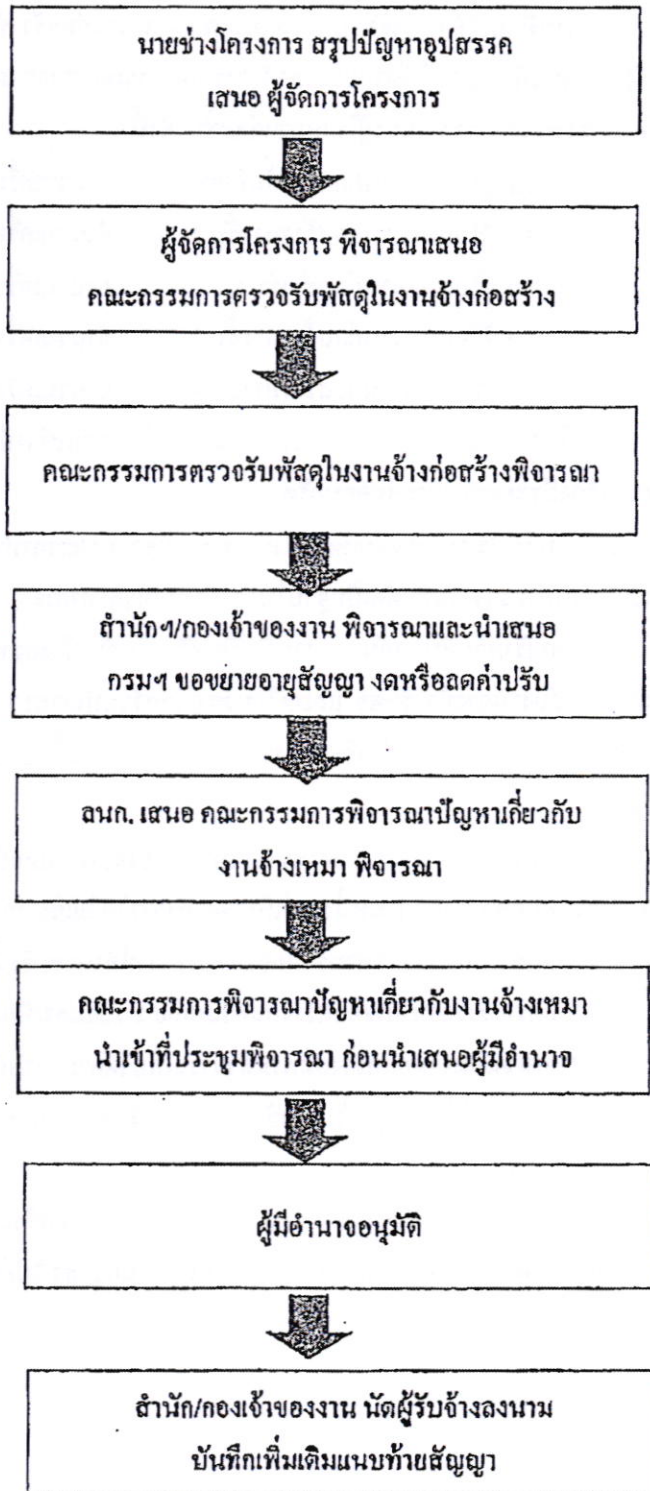 นายช่างโครงการ สรุปปัญหาอุปสรรค
เสนอ ผู้จัดการโครงการ
ผู้จัดการโครงการ พิจารณาเสนอ
คณะกรรมการตรวจรับพัสดุในงานจ้างก่อสร้าง
คณะกรรมการตรวจรับพัสดุในงานจ้างก่อสร้างพิจารณา
สำนักฯ/กองเจ้าของงาน พิจารณาและนำเสนอ
กรมฯ ขอขยายอายุสัญญา งดหรือลดค่าปรับ
ลนก. เสนอ คณะกรรมการพิจารณาปัญหาเกี่ยวกับ
งานจ้างเหมา พิจารณา
คณะกรรมการพิจารณาปัญหาเกี่ยวกับงานจ้างเหมา
นำเข้าที่ประชุมพิจารณา ก่อนนำเสนอผู้มีอำนาจ
ผู้มีอำนาจอนุมัติ
สำนัก/กองเจ้าของงาน นัดผู้รับจ้างลงนาม
บันทึกเพิ่มเติมแนบท้ายสัญญา